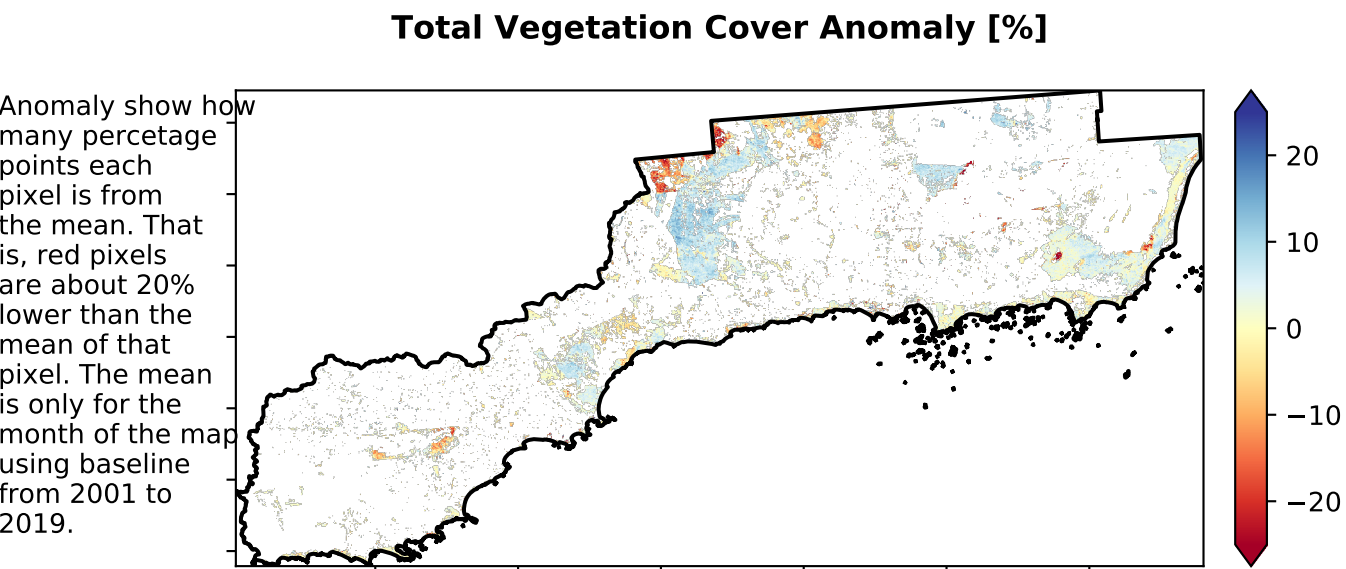 Total Vegetation Cover Anomaly [%]
Anomaly show how
many percetage
points each
pixel is from
the mean. That
is, red pixels
are about 20%
lower than the
mean of that
pixel. The mean
is only for the
month of the map
using baseline
from 2001 to
2019.
20
10
0
−10
−20